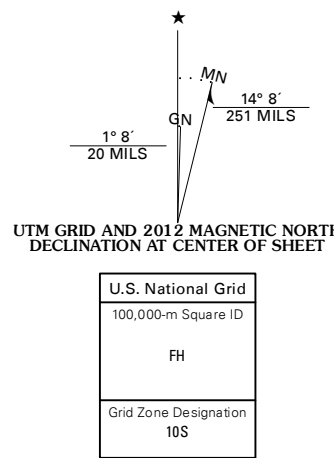 ★
MN
GN
1° 8´
20 MILS
14° 8´
251 MILS
UTM GRID AND 2012 MAGNETIC NORTH
DECLINATION AT CENTER OF SHEET
U.S. National Grid
100,000-m Square ID
FH
Grid Zone Designation
10S